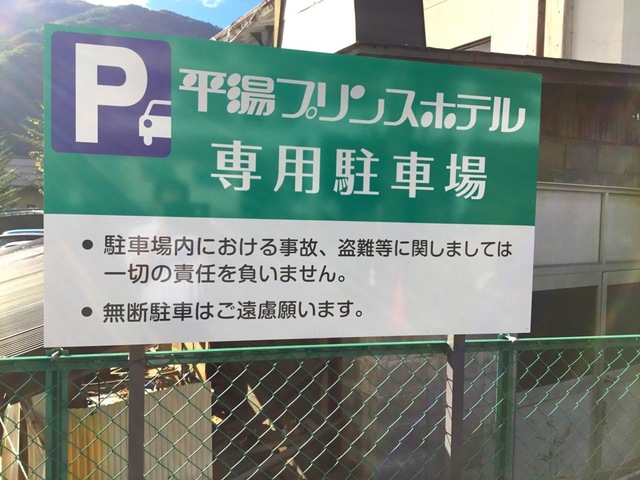 P
平湯プリンスホテル
専用駐車場
● 駐車場内における事故、盗難等に関しましては
一切の責任を負いません。
● 無断駐車はご遠慮願います。